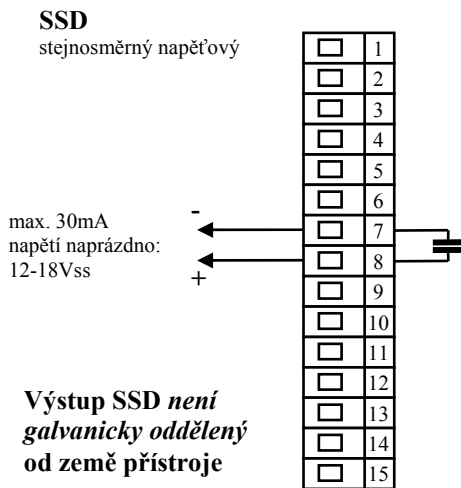 SSD
stejnosměrný napěťový
1
2
3
4
5
6
-
max. 30mA
7
napětí naprázdno:
8
12-18Vss
+
9
10
11
12
Výstup SSD není
13
galvanicky oddělený
14
od země přístroje
15